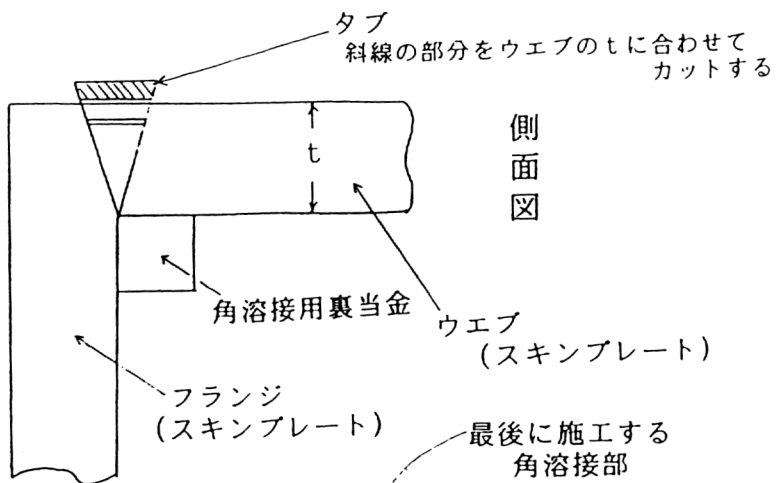 タブ
斜線の部分をウエブのtに合わせて
カットする
t
側面図
角溶接用裏当金
ウエブ
(スキンプレート)
フランジ
(スキンプレート)
最後に施工する
角溶接部